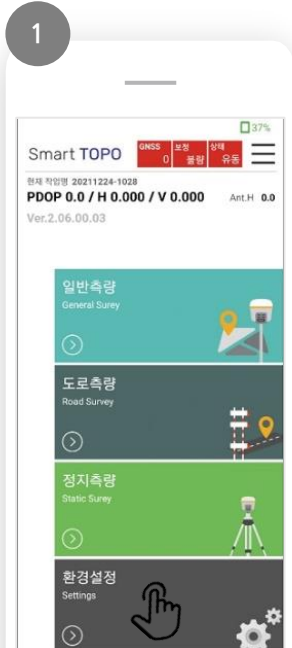 1
37%
Smart TOPO
GNSS 0
보정 불량
상태 유동
현재 작업명 20211224-1028
PDOP 0.0 / H 0.000 / V 0.000 Ant.H 0.0
Ver.2.06.00.03
일반측량
General Surey
도로측량
Road Survey
정지측량
Static Surey
환경설정
Settings